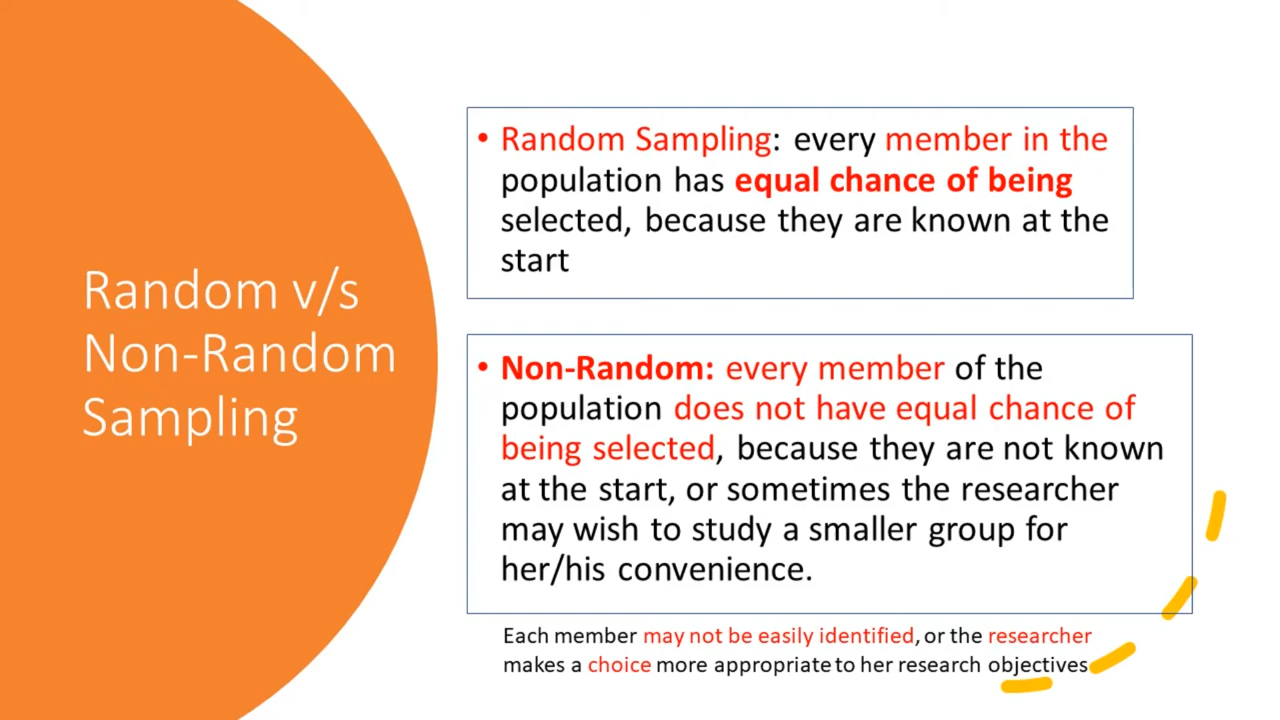 Random v/s
Non-Random
Sampling
• Random Sampling: every member in the
population has equal chance of being
selected, because they are known at the
start
• Non-Random: every member of the
population does not have equal chance of
being selected, because they are not known
at the start, or sometimes the researcher
may wish to study a smaller group for
her/his convenience.
Each member may not be easily identified, or the researcher
makes a choice more appropriate to her research objectives